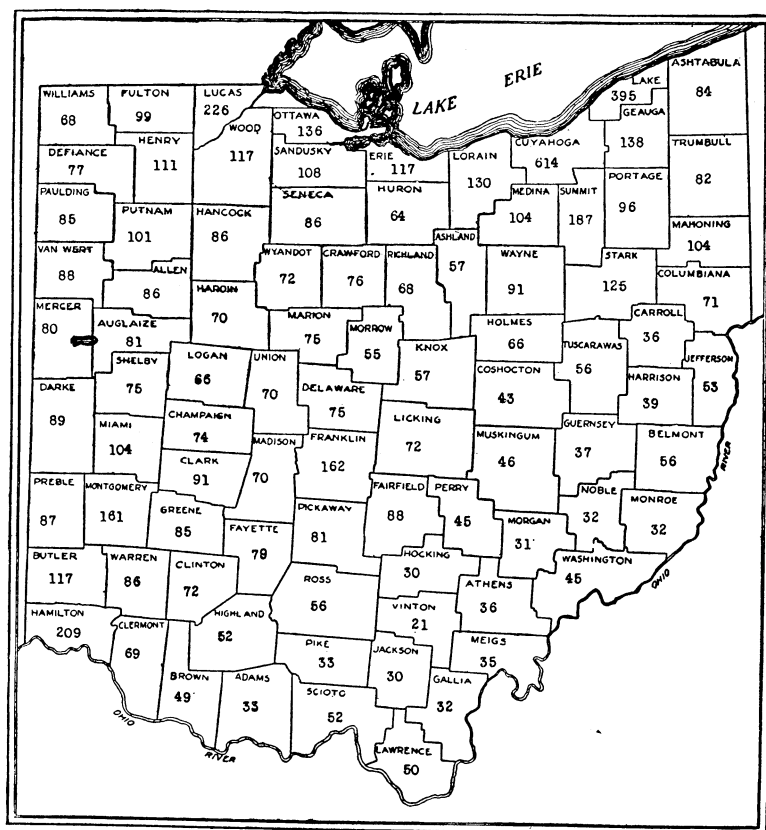 LAKE ERIE
WILLIAMS
68
FULTON
99
LUCAS
226
OTTAWA
136
LAKE
395
ASHTABULA
84
GEAUGA
138
DEFIANCE
77
HENRY
111
WOOD
117
SANDUSKY
108
ERIE
117
LORAIN
130
CUYAHOGA
614
TRUMBULL
82
PAULDING
85
PUTNAM
101
HANCOCK
86
SENECA
86
HURON
64
MEDINA
104
SUMMIT
187
PORTAGE
96
MAHONING
104
VAN WERT
88
ALLEN
86
WYANDOT
72
CRAWFORD
76
RICHLAND
68
ASHLAND
57
WAYNE
91
STARK
125
COLUMBIANA
71
MERCER
80
AUGLAIZE
81
HARDIN
70
MARION
75
MORROW
55
HOLMES
66
CARROLL
36
TUSCARAWAS
56
JEFFERSON
53
SHELBY
75
LOGAN
66
UNION
70
KNOX
57
COSHOCTON
43
HARRISON
39
DARKE
89
DELAWARE
75
MIAMI
104
CHAMPAIGN
74
LICKING
72
GUERNSEY
37
BELMONT
56
RIVER
CLARK
91
MADISON
70
FRANKLIN
162
MUSKINGUM
46
PREBLE
87
MONTGOMERY
161
GREENE
85
FAIRFIELD
88
PERRY
45
NOBLE
32
MONROE
32
FAYETTE
79
PICKAWAY
81
MORGAN
31
BUTLER
117
WARREN
86
CLINTON
72
HOCKING
30
WASHINGTON
45
OHIO
ROSS
56
ATHENS
36
HAMILTON
209
CLERMONT
69
HIGHLAND
52
VINTON
21
PIKE
33
JACKSON
30
MEIGS
35
BROWN
49
ADAMS
33
SCIOTO
52
GALLIA
32
OHIO
RIVER
LAWRENCE
50